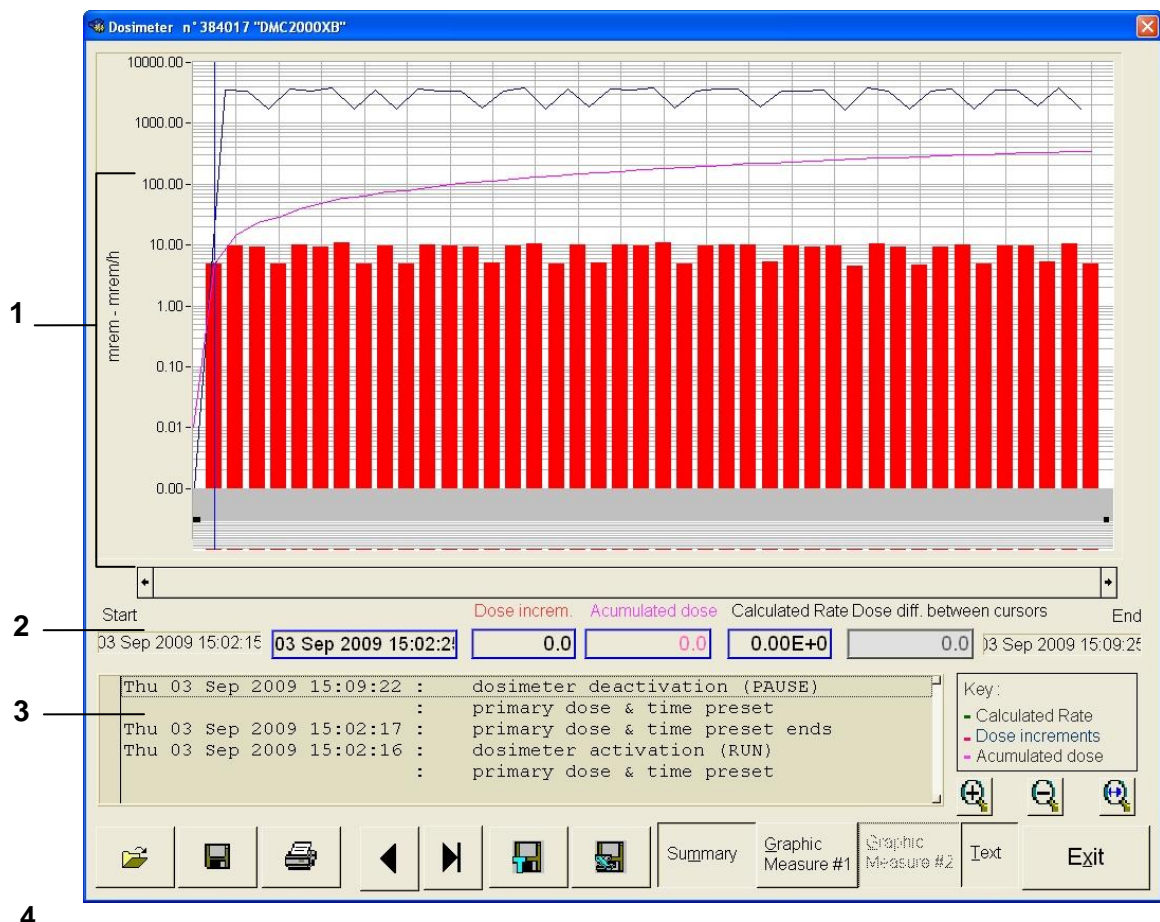 Dosimeter n° 384017 "DMC2000XB"
10000.00
1000.00
100.00
10.00
1.00
0.10
0.01
0.00
mrem - mrem/h
1
Start
Dose increm.
Acumulated dose
Calculated Rate
Dose diff. between cursors
End
2
03 Sep 2009 15:02:15
03 Sep 2009 15:02:2
0.0
0.0
0.00E+0
0.0
03 Sep 2009 15:09:25
3
Thu 03 Sep 2009 15:09:22 : dosimeter deactivation (PAUSE)
: primary dose & time preset
Thu 03 Sep 2009 15:02:17 : primary dose & time preset ends
Thu 03 Sep 2009 15:02:16 : dosimeter activation (RUN)
: primary dose & time preset
Key:
- Calculated Rate
- Dose increments
- Acumulated dose
Summary
Graphic
Measure #1
Graphic
Measure #2
Text
Exit
4